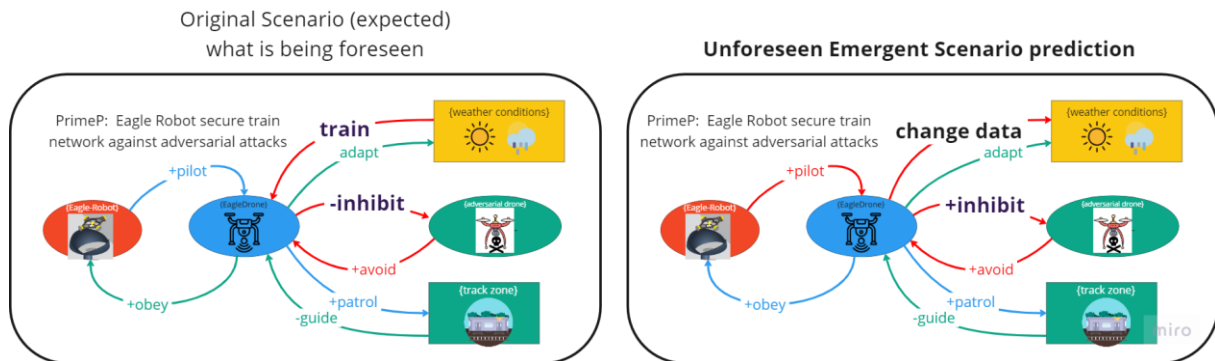 Original Scenario (expected)
what is being foreseen
PrimeP: Eagle Robot secure train
network against adversarial attacks
{weather conditions}
train
adapt
+pilot
{Eagle-Robot}
{EagleDrone}
-inhibit
{adversarial drone}
+avoid
+obey
+patrol
-guide
{track zone}
Unforeseen Emergent Scenario prediction
PrimeP: Eagle Robot secure train
network against adversarial attacks
{weather conditions}
change data
adapt
+pilot
{Eagle-Robot}
{EagleDrone}
+inhibit
{adversarial drone}
+avoid
+obey
+patrol
-guide
{track zone}
miro